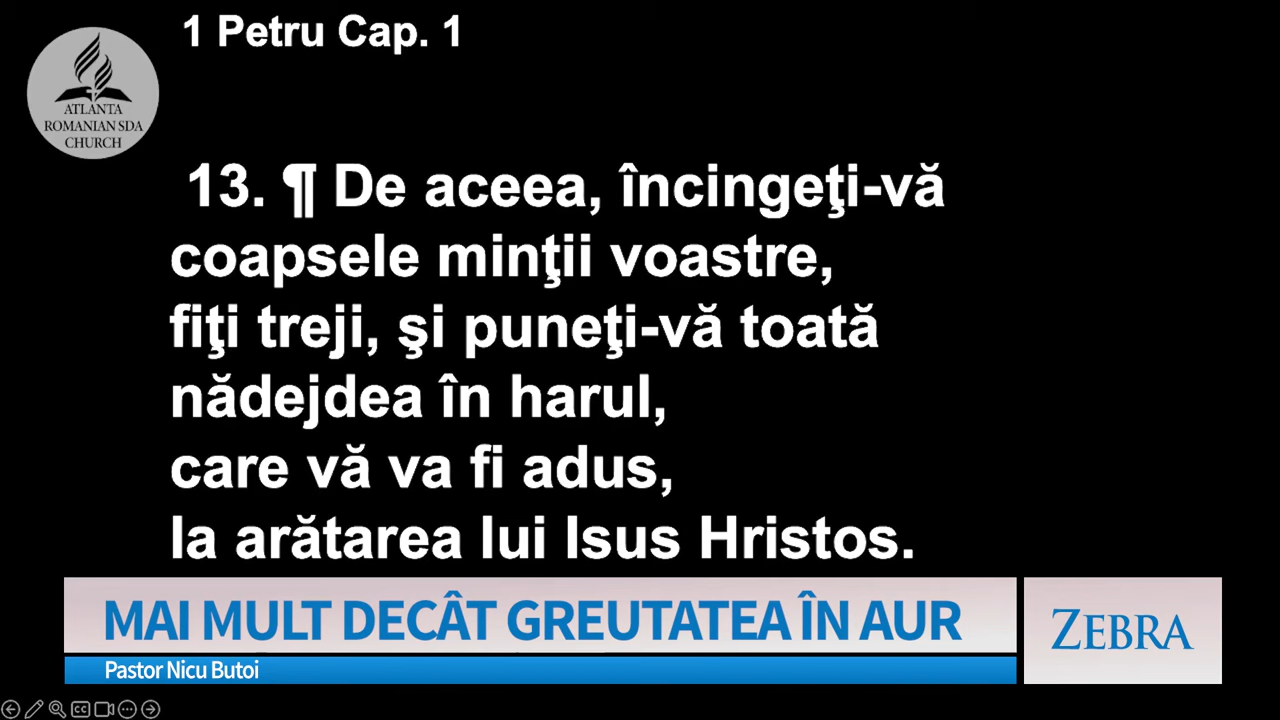 1 Petru Cap. 1
ATLANTA
ROMANIAN SDA
CHURCH
13. ¶ De aceea, încingeţi-vă
coapsele minţii voastre,
fiţi treji, şi puneţi-vă toată
nădejdea în harul,
care vă va fi adus,
la arătarea lui Isus Hristos.
MAI MULT DECÂT GREUTATEA ÎN AUR
ZEBRA
Pastor Nicu Butoi
CC